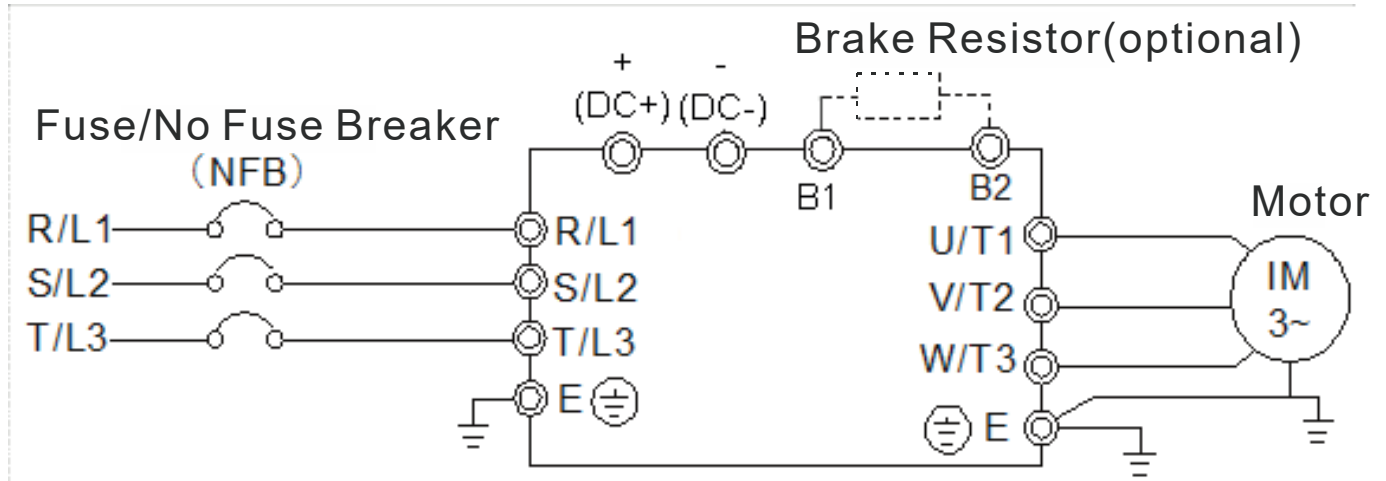 Brake Resistor(optional)
+ -
(DC+) (DC-)
Fuse/No Fuse Breaker
(NFB)
B1
B2
Motor
R/L1
R/L1
U/T1
S/L2
S/L2
V/T2
IM
3~
T/L3
T/L3
W/T3
E
E